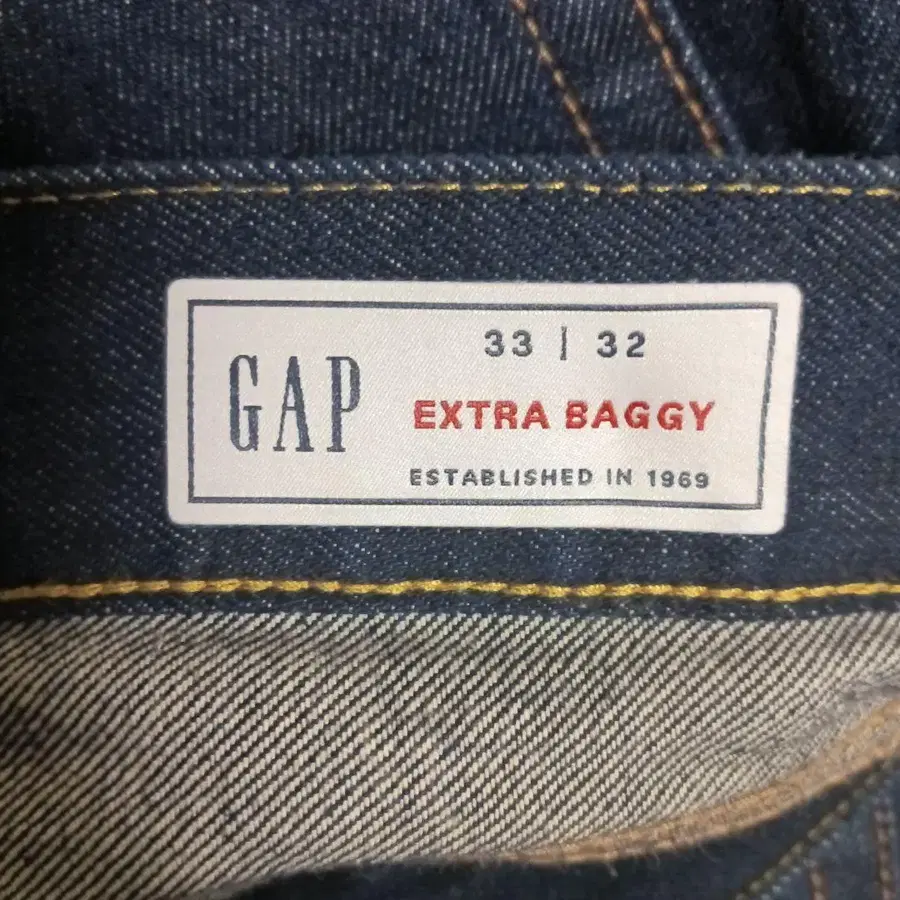 GAP
33 | 32
EXTRA BAGGY
ESTABLISHED IN 1969